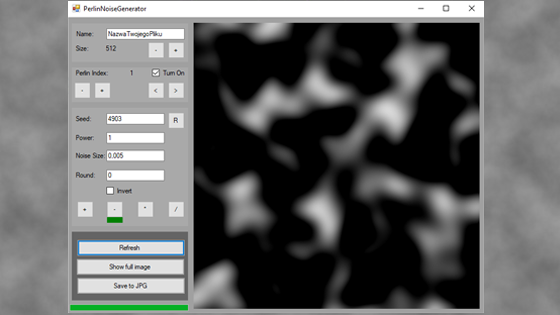 PerlinNoiseGenerator
Name: NazwaTwojegoPliku
Size: 512 - +
Perlin Index: 1 Turn On
- + < >
Seed: 4903 R
Power: 1
Noise Size: 0,005
Round: 0
Invert
+ - * /
Refresh
Show full image
Save to JPG